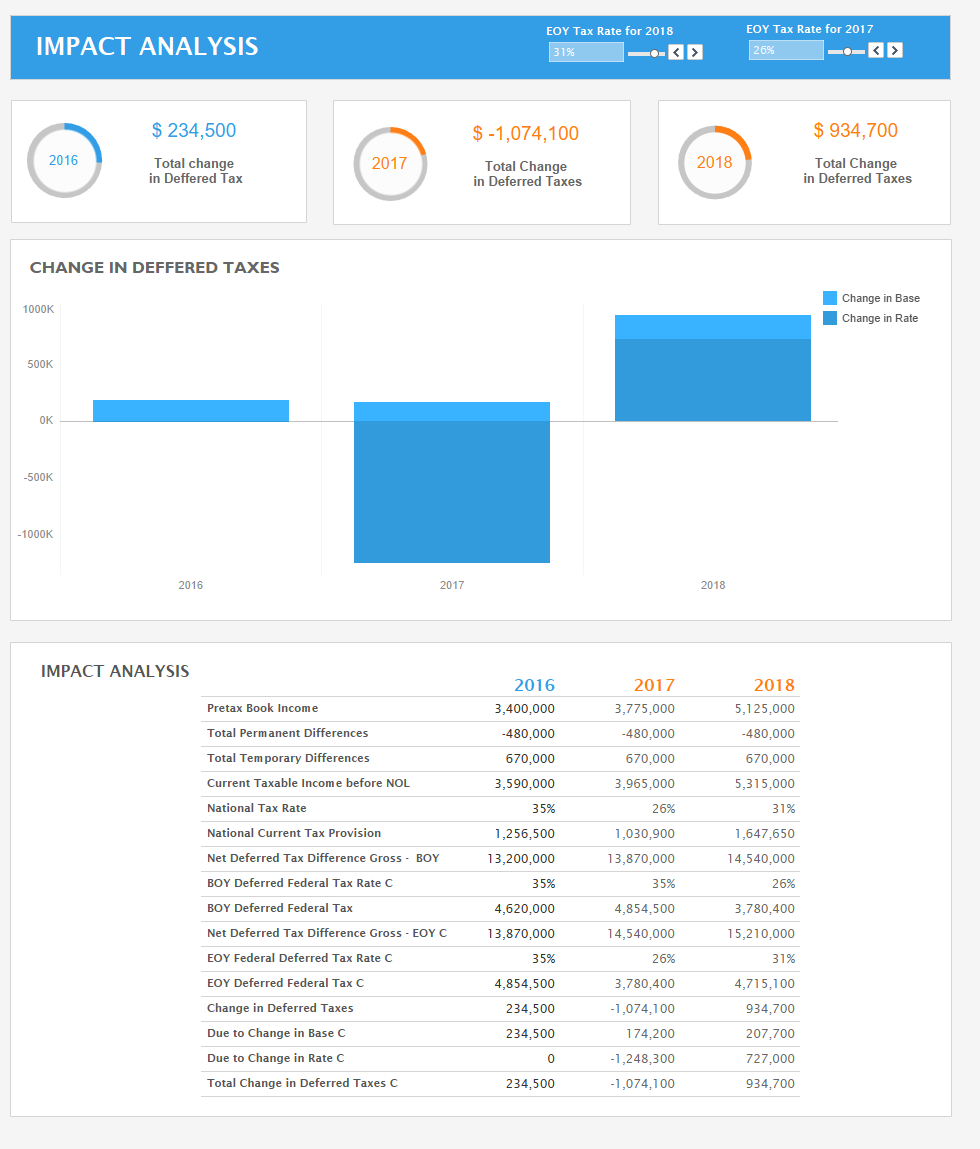 IMPACT ANALYSIS
EOY Tax Rate for 2018
31%
EOY Tax Rate for 2017
26%
2016
$ 234,500
Total change
in Deffered Tax
2017
$ -1,074,100
Total Change
in Deferred Taxes
2018
$ 934,700
Total Change
in Deferred Taxes
CHANGE IN DEFFERED TAXES
Change in Base
Change in Rate
1000K
500K
0K
-500K
-1000K
2016 2017 2018
IMPACT ANALYSIS
2016 2017 2018
Pretax Book Income 3,400,000 3,775,000 5,125,000
Total Permanent Differences -480,000 -480,000 -480,000
Total Temporary Differences 670,000 670,000 670,000
Current Taxable Income before NOL 3,590,000 3,965,000 5,315,000
National Tax Rate 35% 26% 31%
National Current Tax Provision 1,256,500 1,030,900 1,647,650
Net Deferred Tax Difference Gross - BOY 13,200,000 13,870,000 14,540,000
BOY Deferred Federal Tax Rate C 35% 35% 26%
BOY Deferred Federal Tax 4,620,000 4,854,500 3,780,400
Net Deferred Tax Difference Gross - EOY C 13,870,000 14,540,000 15,210,000
EOY Federal Deferred Tax Rate C 35% 26% 31%
EOY Deferred Federal Tax C 4,854,500 3,780,400 4,715,100
Change in Deferred Taxes 234,500 -1,074,100 934,700
Due to Change in Base C 234,500 174,200 207,700
Due to Change in Rate C 0 -1,248,300 727,000
Total Change in Deferred Taxes C 234,500 -1,074,100 934,700